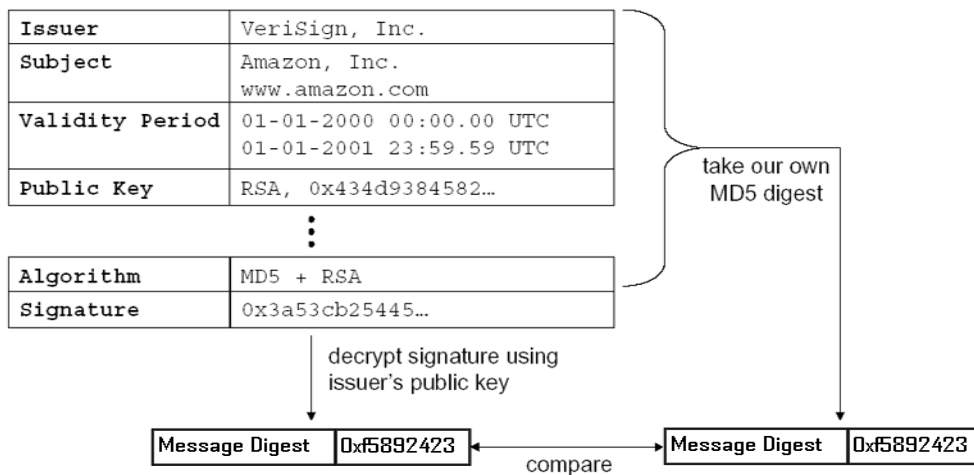 Issuer VeriSign, Inc.
Subject Amazon, Inc.
www.amazon.com
Validity Period 01-01-2000 00:00.00 UTC
01-01-2001 23:59.59 UTC
Public Key RSA, 0x434d9384582…
Algorithm MD5 + RSA
Signature 0x3a53cb25445…
take our own
MD5 digest
decrypt signature using
issuer's public key
Message Digest 0xf5892423
compare
Message Digest 0xf5892423